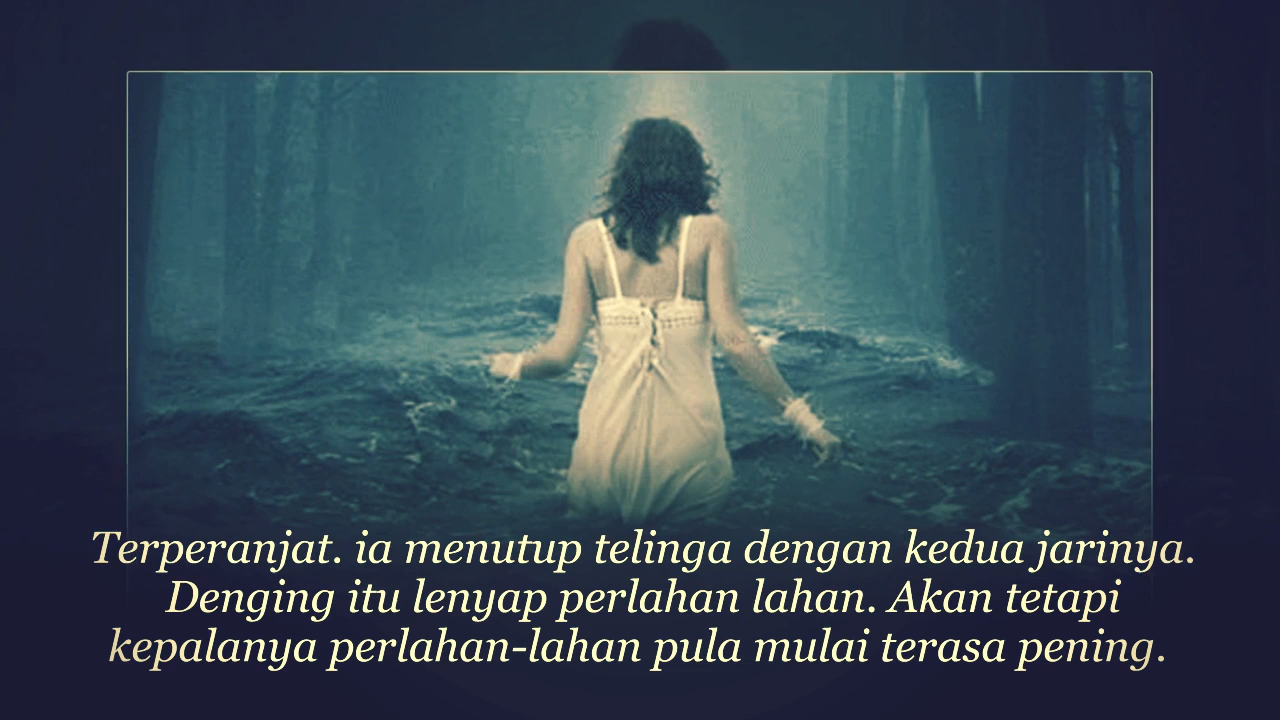 Terperanjat. ia menutup telinga dengan kedua jarinya.
Denging itu lenyap perlahan lahan. Akan tetapi
kepalanya perlahan-lahan pula mulai terasa pening.